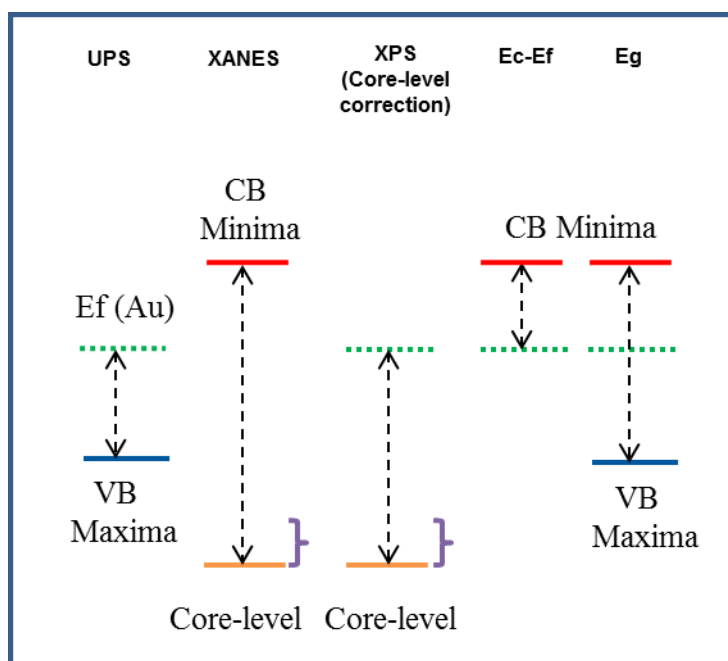 UPS
XANES
XPS
(Core-level
correction)
Ec-Ef
Eg
CB
Minima
CB Minima
Ef (Au)
VB
Maxima
VB
Maxima
Core-level
Core-level